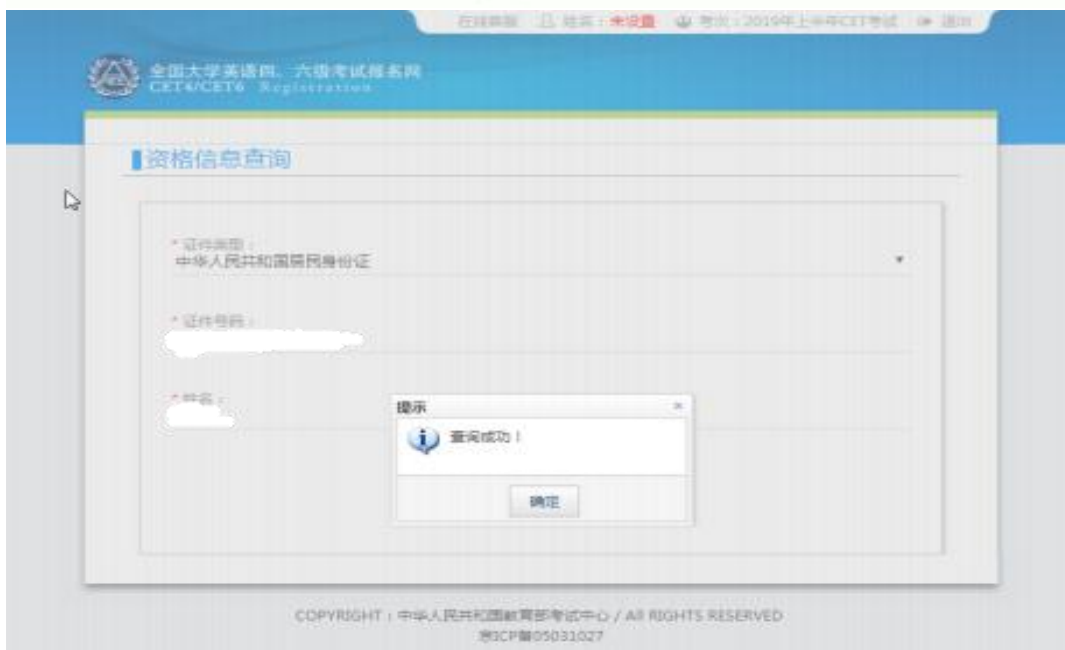 在线客服 姓名：未设置 考次：2019年上半年CET考试 退出
全国大学英语四、六级考试报名网
CET4/CET6 Registration
资格信息查询
* 证件类型：
中华人民共和国居民身份证
* 证件号码：
* 姓名：
提示 ×
i 查询成功！
确定
COPYRIGHT：中华人民共和国教育部考试中心 / All RIGHTS RESERVED
京ICP备05031027